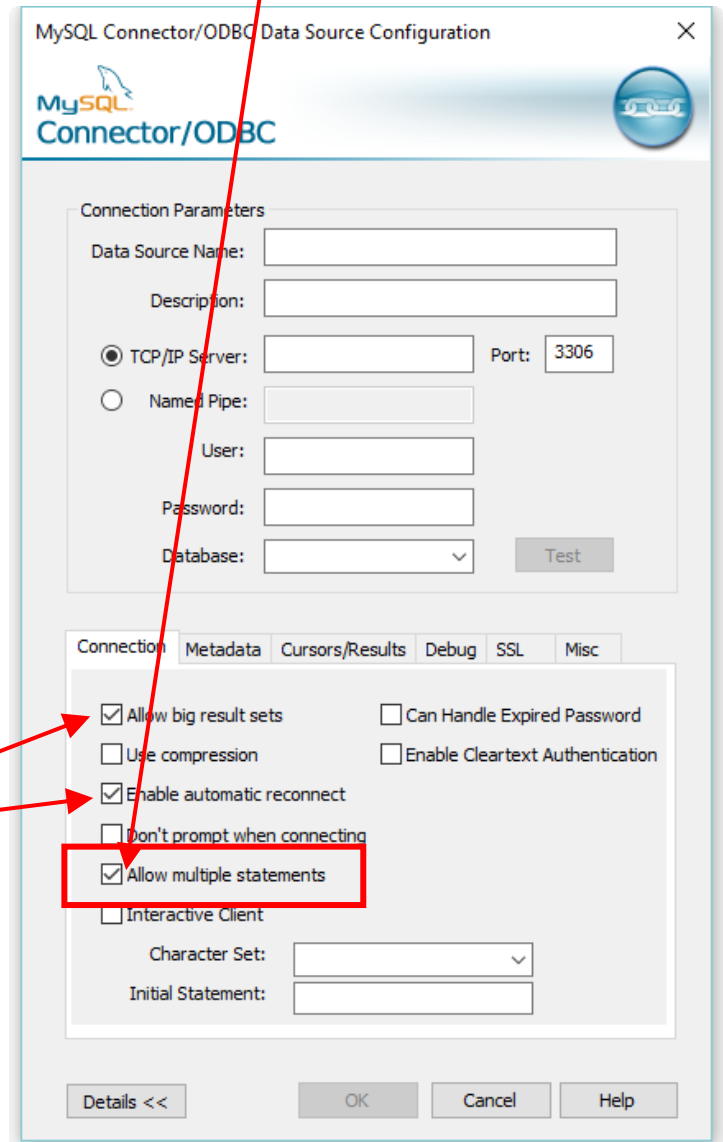 MySQL Connector/ODBC Data Source Configuration
MySQL
Connector/ODBC
Connection Parameters
Data Source Name:
Description:
TCP/IP Server:
Port: 3306
Named Pipe:
User:
Password:
Database:
Test
Connection Metadata Cursors/Results Debug SSL Misc
Allow big result sets
Can Handle Expired Password
Use compression
Enable Cleartext Authentication
Enable automatic reconnect
Don't prompt when connecting
Allow multiple statements
Interactive Client
Character Set:
Initial Statement:
Details <<
OK
Cancel
Help